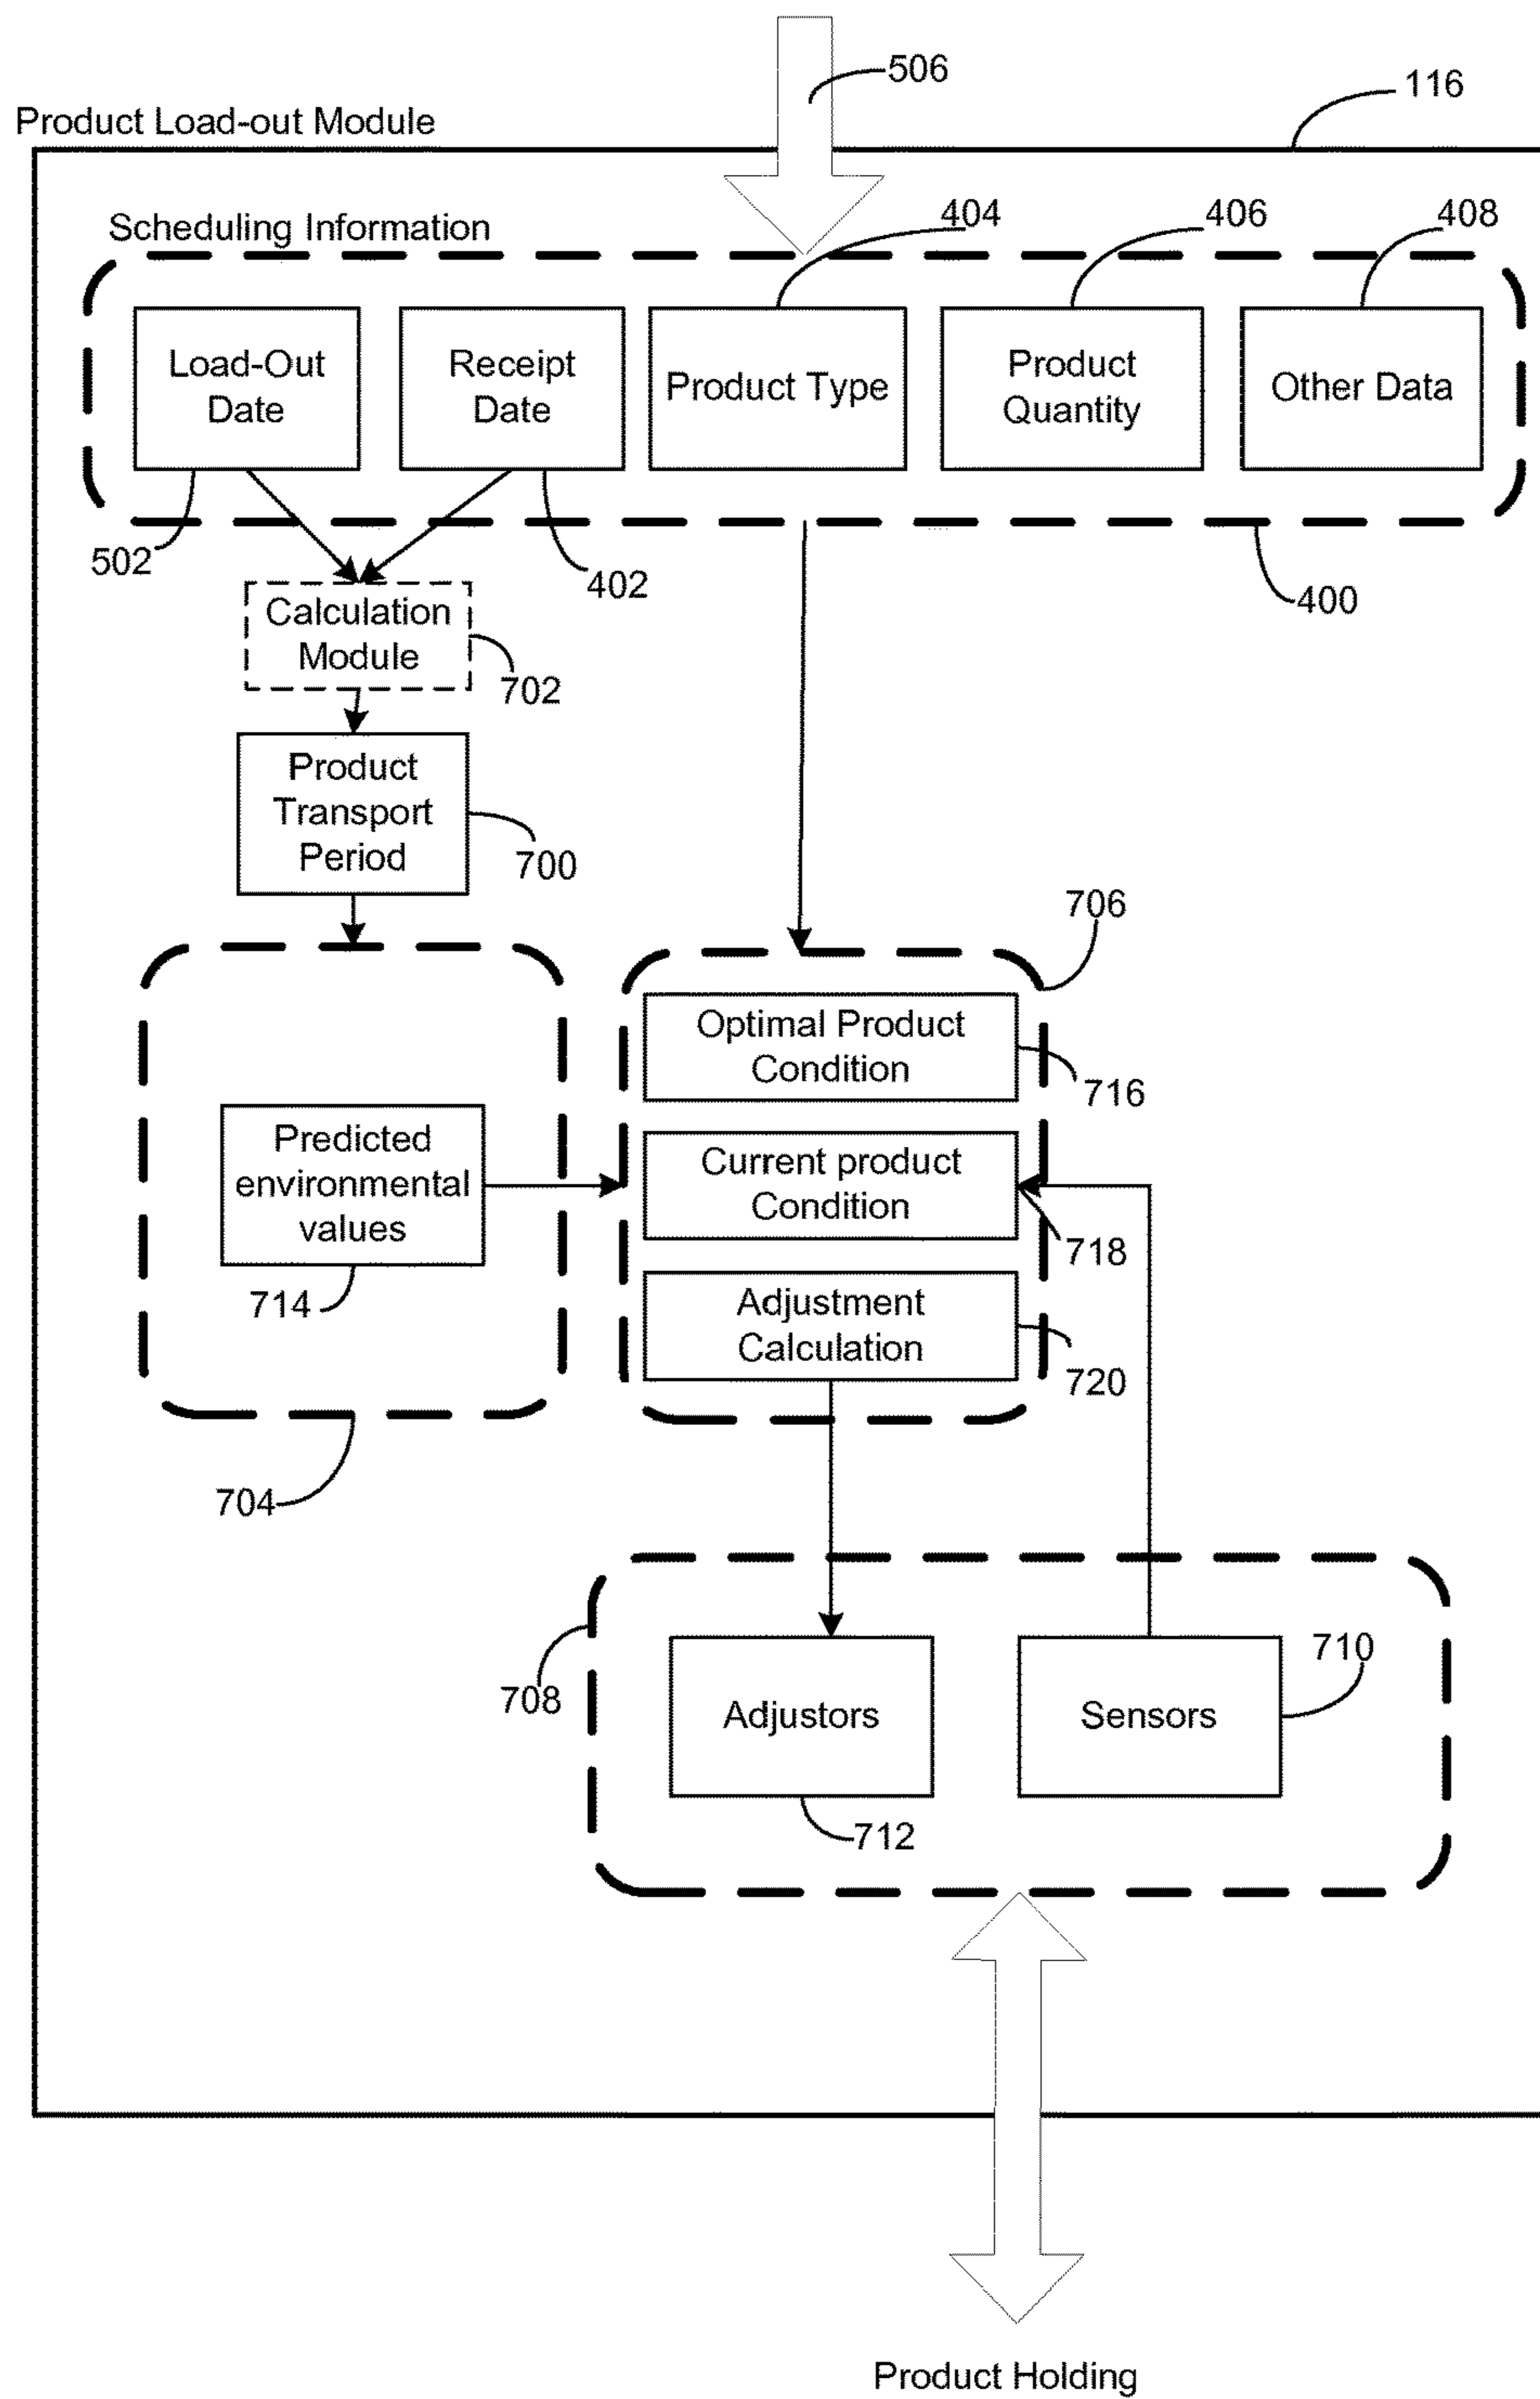 506
116
Product Load-out Module
Scheduling Information
404
406
408
Load-Out
Date
Receipt
Date
Product Type
Product
Quantity
Other Data
502
402
400
Calculation
Module
702
Product
Transport
Period
700
706
Optimal Product
Condition
716
Predicted
environmental
values
Current product
Condition
718
714
Adjustment
Calculation
720
704
708
710
Adjustors
Sensors
712
Product Holding